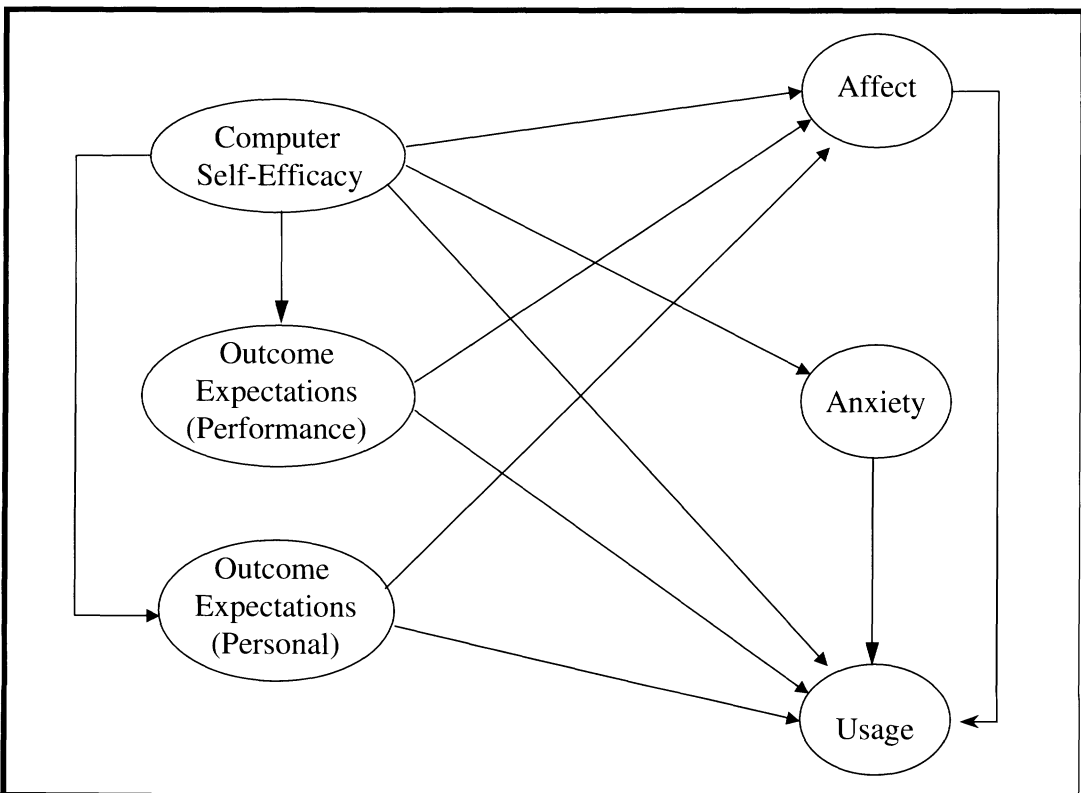 Computer
Self-Efficacy
Outcome
Expectations
(Performance)
Outcome
Expectations
(Personal)
Affect
Anxiety
Usage